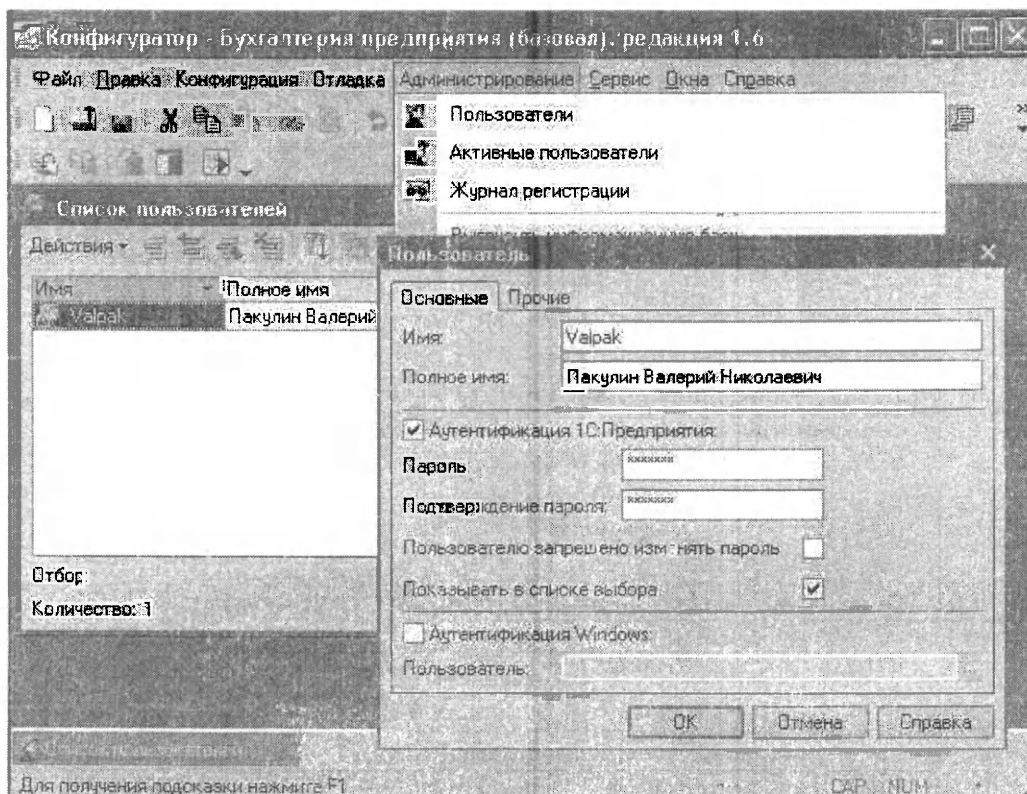 Конфигуратор - Бухгалтерия предприятия (базовая), редакция 1.6
Файл Правка Конфигурация Отладка Администрирование Сервис Окна Справка
Пользователи
Активные пользователи
Журнал регистрации
Список пользователей
Действия
Пользователь
Имя Полное имя
Valpak Пакулин Валерий
Основные Прочие
Имя: Valpak
Полное имя: Пакулин Валерий Николаевич
Аутентификация 1С:Предприятия:
Пароль xxxxxxx
Подтверждение пароля: xxxxxxx
Пользователю запрещено изменять пароль
Показывать в списке выбора
Отбор:
Количество: 1
Аутентификация Windows:
Пользователь:
ОК Отмена Справка
Для получения подсказки нажмите F1 CAP NUM